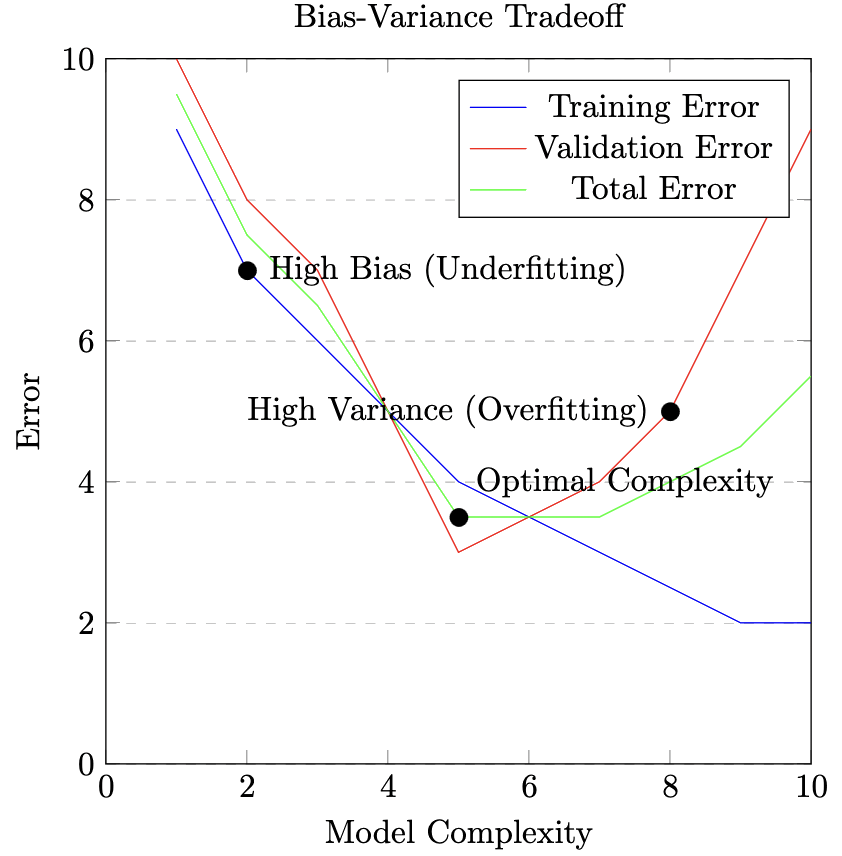 Bias-Variance Tradeoff
10
8
6
4
2
0
Error
Training Error
Validation Error
Total Error
High Bias (Underfitting)
High Variance (Overfitting)
Optimal Complexity
0 2 4 6 8 10
Model Complexity